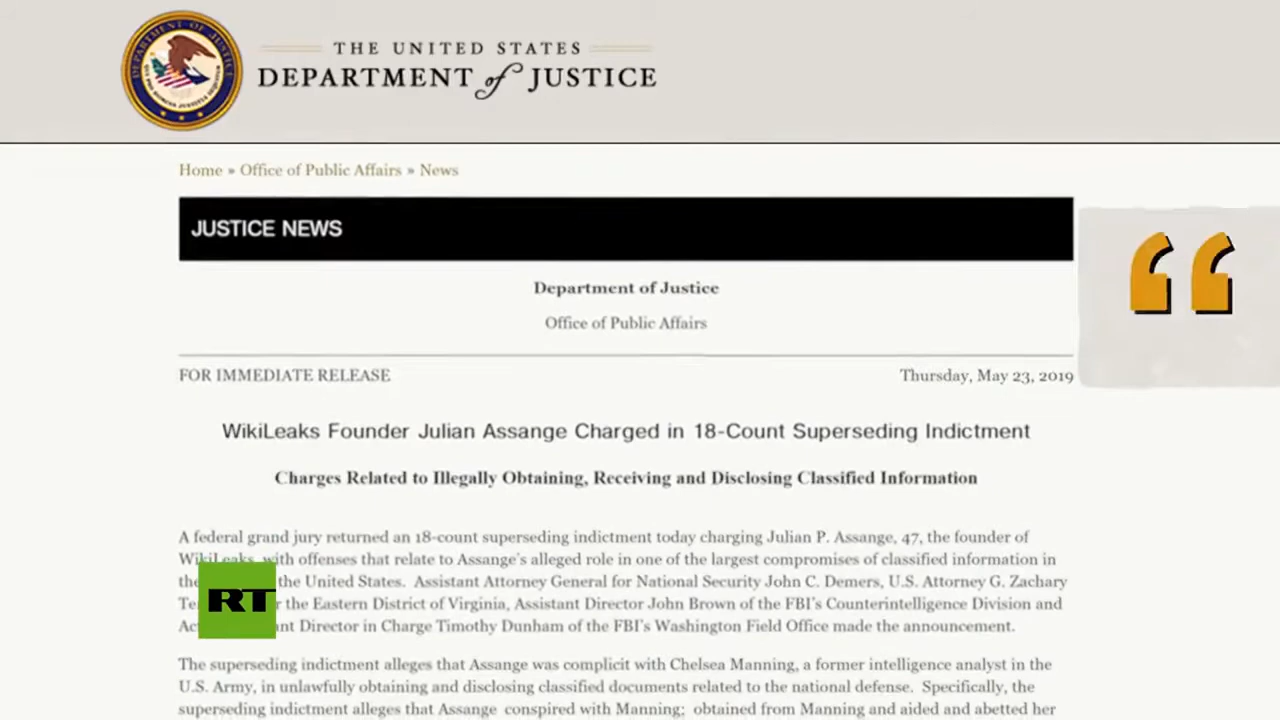 THE UNITED STATES
DEPARTMENT of JUSTICE
Home » Office of Public Affairs » News
JUSTICE NEWS
“
Department of Justice
Office of Public Affairs
FOR IMMEDIATE RELEASE Thursday, May 23, 2019
WikiLeaks Founder Julian Assange Charged in 18-Count Superseding Indictment
Charges Related to Illegally Obtaining, Receiving and Disclosing Classified Information
A federal grand jury returned an 18-count superseding indictment today charging Julian P. Assange, 47, the founder of
WikiLeaks, with offenses that relate to Assange’s alleged role in one of the largest compromises of classified information in
the the United States. Assistant Attorney General for National Security John C. Demers, U.S. Attorney G. Zachary
the Eastern District of Virginia, Assistant Director John Brown of the FBI’s Counterintelligence Division and
Director in Charge Timothy Dunham of the FBI’s Washington Field Office made the announcement.
RT
The superseding indictment alleges that Assange was complicit with Chelsea Manning, a former intelligence analyst in the
U.S. Army, in unlawfully obtaining and disclosing classified documents related to the national defense. Specifically, the
superseding indictment alleges that Assange conspired with Manning; obtained from Manning and aided and abetted her